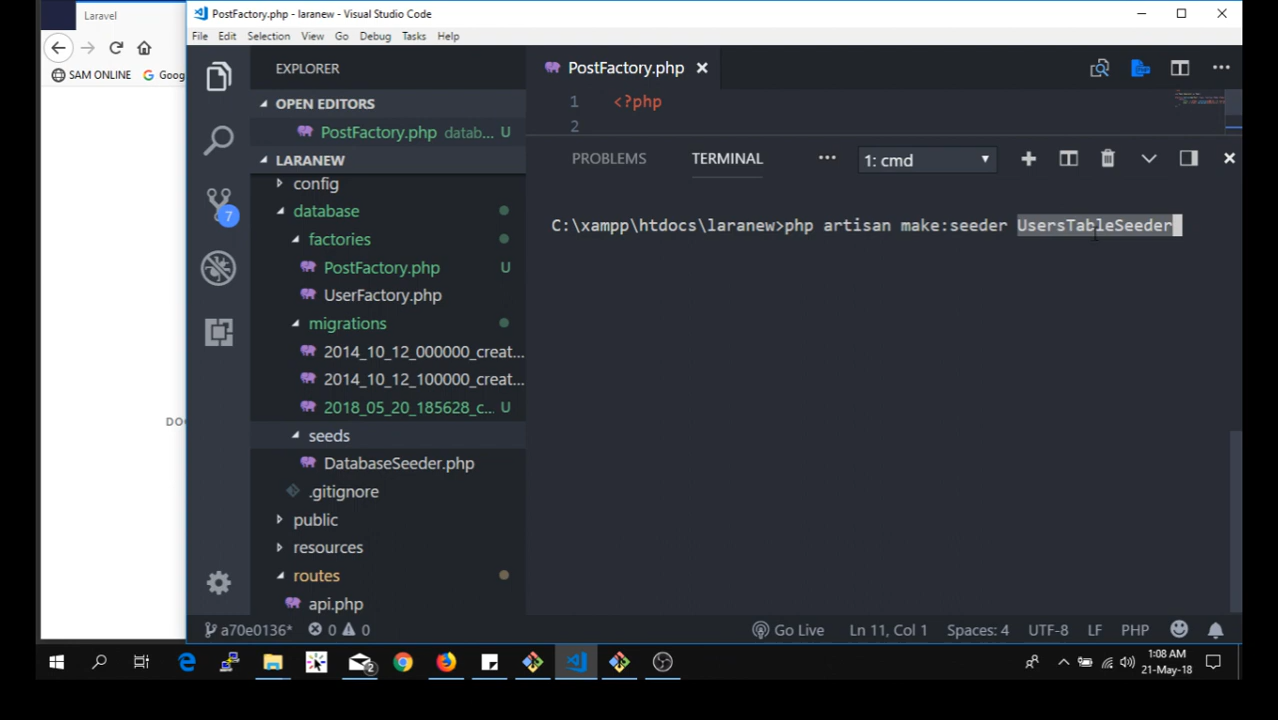 Laravel
PostFactory.php - laranew - Visual Studio Code
File Edit Selection View Go Debug Tasks Help
SAM ONLINE Goog
EXPLORER
OPEN EDITORS
PostFactory.php datab... U
LARANEW
config
database
factories
PostFactory.php U
UserFactory.php
migrations
2014_10_12_000000_creat...
2014_10_12_100000_creat...
2018_05_20_185628_c... U
seeds
DatabaseSeeder.php
.gitignore
public
resources
routes
api.php
PostFactory.php
1 <?php
2
PROBLEMS TERMINAL ... 1: cmd
C:\xampp\htdocs\laranew>php artisan make:seeder UsersTableSeeder
DOC
7
a70e0136* 0 0 Go Live Ln 11, Col 1 Spaces: 4 UTF-8 LF PHP
2
1:08 AM
21-May-18